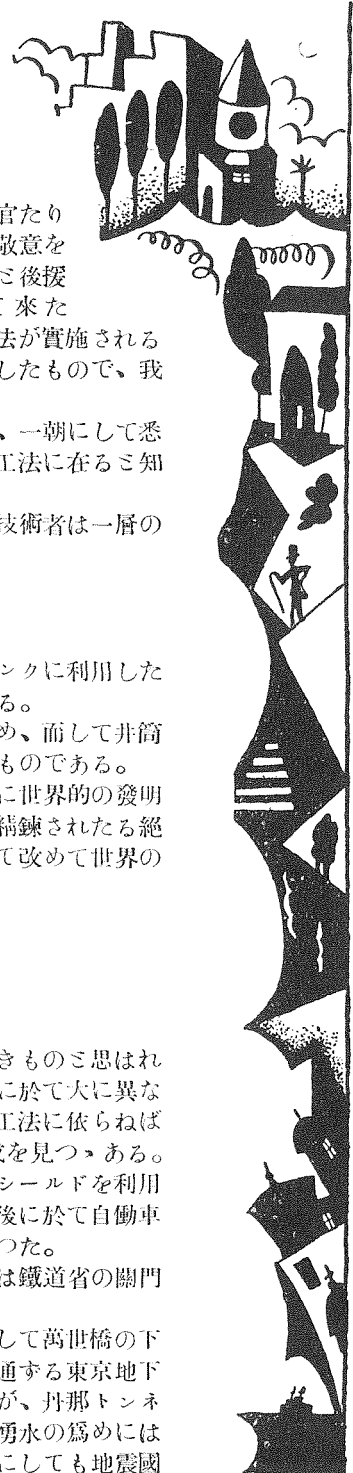 官たり
敬意を
ミ後援
て來た
法が實施される
したもので、我
、一朝にして悉
工法に在るミ知
技術者は一層の
ンクに利用した
る。
め、而して井筒
ものである。
に世界的の發明
精鍊されたる絕
て改めて世界の
きものミ思はれ
に於て大に異な
工法に依らねば
を見つゝある。
シールドを利用
後に於て自働車
つた。
は鐵道省の關門
して萬世橋の下
通ずる東京地下
が、丹那トンネ
湧水の爲めには
にしても地震國